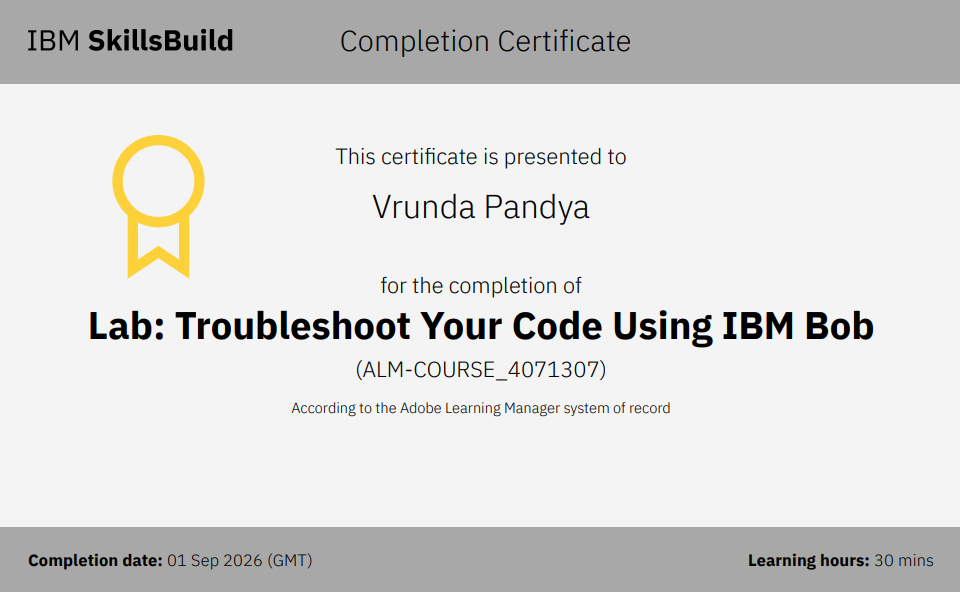 IBM SkillsBuild
Completion Certificate
This certificate is presented to
Vrunda Pandya
for the completion of
Lab: Troubleshoot Your Code Using IBM Bob
(ALM-COURSE_4071307)
According to the Adobe Learning Manager system of record
Completion date: 01 Sep 2026 (GMT)
Learning hours: 30 mins